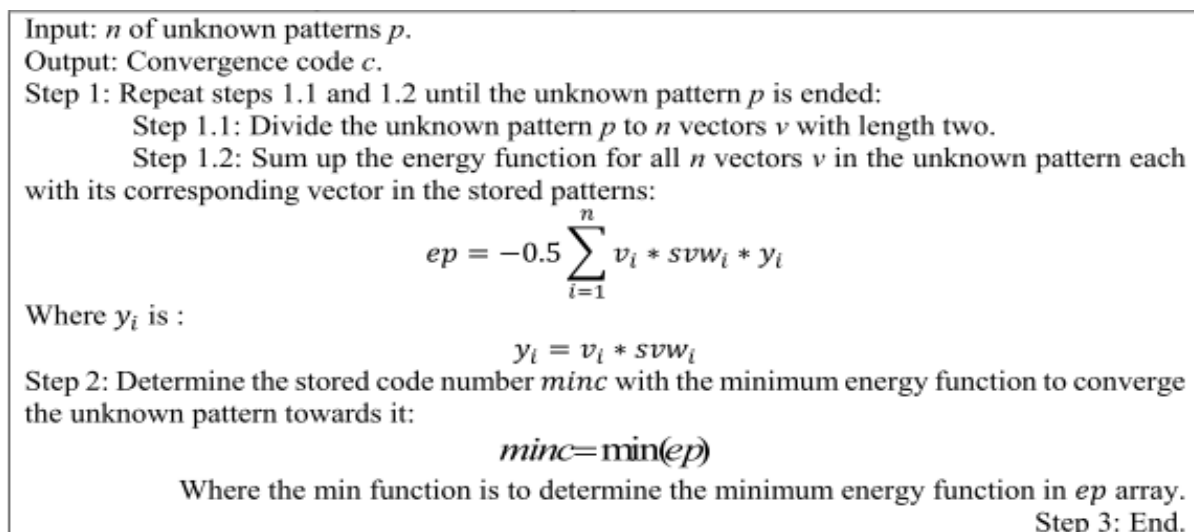 Input: n of unknown patterns p.
Output: Convergence code c.
Step 1: Repeat steps 1.1 and 1.2 until the unknown pattern p is ended:
Step 1.1: Divide the unknown pattern p to n vectors v with length two.
Step 1.2: Sum up the energy function for all n vectors v in the unknown pattern each
with its corresponding vector in the stored patterns:
ep = −0.5 ∑_{i=1}^{n} v_i * svw_i * y_i
Where y_i is :
y_i = v_i * svw_i
Step 2: Determine the stored code number minc with the minimum energy function to converge
the unknown pattern towards it:
minc=min(ep)
Where the min function is to determine the minimum energy function in ep array.
Step 3: End.